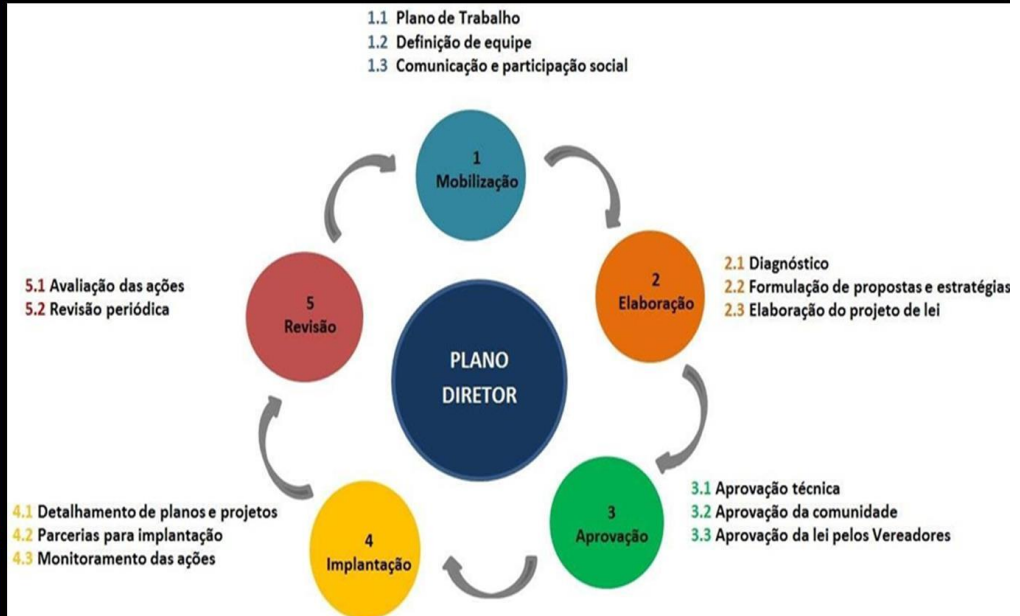 1.1 Plano de Trabalho
1.2 Definição de equipe
1.3 Comunicação e participação social
1
Mobilização
2
Elaboração
2.1 Diagnóstico
2.2 Formulação de propostas e estratégias
2.3 Elaboração do projeto de lei
3
Aprovação
3.1 Aprovação técnica
3.2 Aprovação da comunidade
3.3 Aprovação da lei pelos Vereadores
4
Implantação
4.1 Detalhamento de planos e projetos
4.2 Parcerias para implantação
4.3 Monitoramento das ações
5
Revisão
5.1 Avaliação das ações
5.2 Revisão periódica
PLANO
DIRETOR